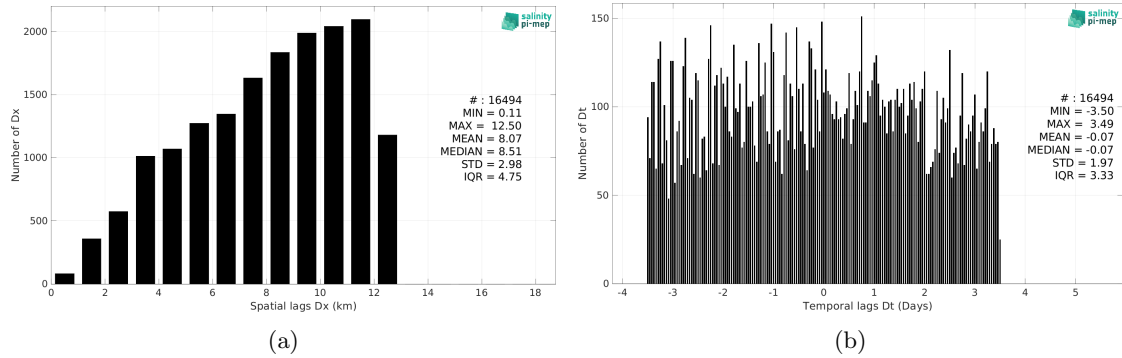 salinity
pi-mep
2000
1500
1000
500
0
Number of Dx
# : 16494
MIN = 0.11
MAX = 12.50
MEAN = 8.07
MEDIAN = 8.51
STD = 2.98
IQR = 4.75
0 2 4 6 8 10 12 14 16 18
Spatial lags Dx (km)
(a)
salinity
pi-mep
150
100
50
0
Number of Dt
# : 16494
MIN = -3.50
MAX = 3.49
MEAN = -0.07
MEDIAN = -0.07
STD = 1.97
IQR = 3.33
-4 -3 -2 -1 0 1 2 3 4 5
Temporal lags Dt (Days)
(b)